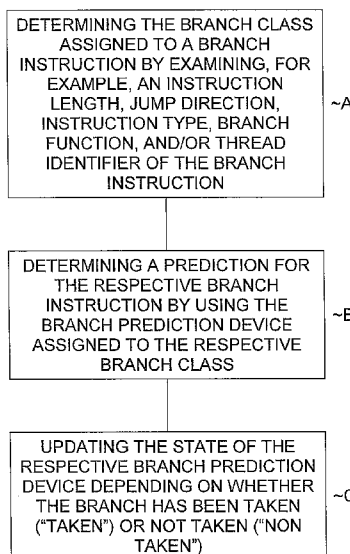 DETERMINING THE BRANCH CLASS
ASSIGNED TO A BRANCH
INSTRUCTION BY EXAMINING, FOR
EXAMPLE, AN INSTRUCTION
LENGTH, JUMP DIRECTION,
INSTRUCTION TYPE, BRANCH
FUNCTION, AND/OR THREAD
IDENTIFIER OF THE BRANCH
INSTRUCTION
~A
DETERMINING A PREDICTION FOR
THE RESPECTIVE BRANCH
INSTRUCTION BY USING THE
BRANCH PREDICTION DEVICE
ASSIGNED TO THE RESPECTIVE
BRANCH CLASS
~B
UPDATING THE STATE OF THE
RESPECTIVE BRANCH PREDICTION
DEVICE DEPENDING ON WHETHER
THE BRANCH HAS BEEN TAKEN
("TAKEN") OR NOT TAKEN ("NON
TAKEN")
~C